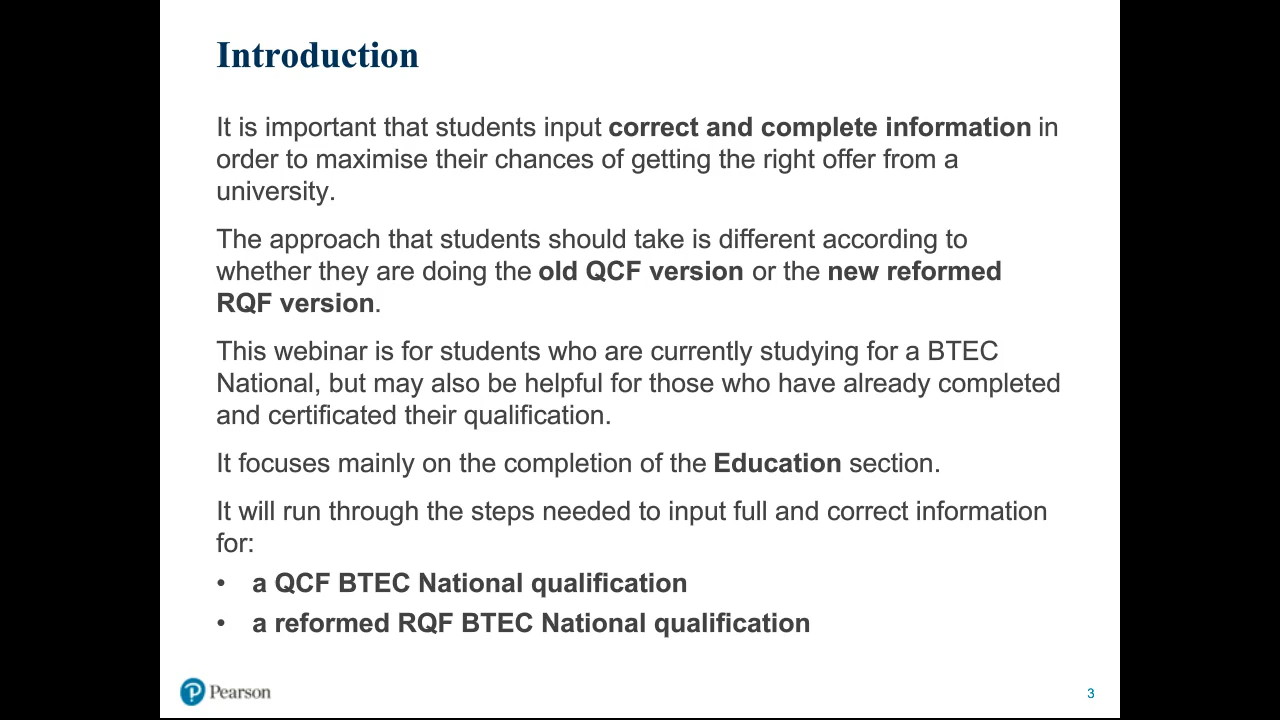 Introduction
It is important that students input correct and complete information in
order to maximise their chances of getting the right offer from a
university.
The approach that students should take is different according to
whether they are doing the old QCF version or the new reformed
RQF version.
This webinar is for students who are currently studying for a BTEC
National, but may also be helpful for those who have already completed
and certificated their qualification.
It focuses mainly on the completion of the Education section.
It will run through the steps needed to input full and correct information
for:
• a QCF BTEC National qualification
• a reformed RQF BTEC National qualification
Pearson
3